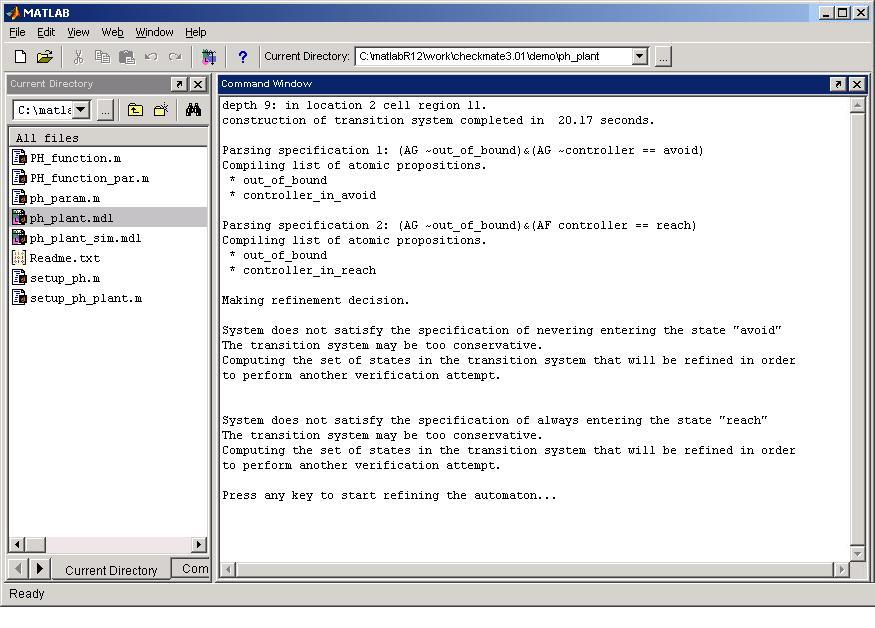 MATLAB
File Edit View Web Window Help
? Current Directory: C:\matlabR12\work\checkmate3.01\demo\ph_plant ...
Current Directory
C:\matla ...
All files
PH_function.m
PH_function_par.m
ph_param.m
ph_plant.mdl
ph_plant_sim.mdl
Readme.txt
setup_ph.m
setup_ph_plant.m
Current Directory Com
Command Window
depth 9: in location 2 cell region 11.
construction of transition system completed in 20.17 seconds.
Parsing specification 1: (AG ~out_of_bound)&(AG ~controller == avoid)
Compiling list of atomic propositions.
* out_of_bound
* controller_in_avoid
Parsing specification 2: (AG ~out_of_bound)&(AF controller == reach)
Compiling list of atomic propositions.
* out_of_bound
* controller_in_reach
Making refinement decision.
System does not satisfy the specification of nevering entering the state "avoid"
The transition system may be too conservative.
Computing the set of states in the transition system that will be refined in order
to perform another verification attempt.
System does not satisfy the specification of always entering the state "reach"
The transition system may be too conservative.
Computing the set of states in the transition system that will be refined in order
to perform another verification attempt.
Press any key to start refining the automaton...
Ready